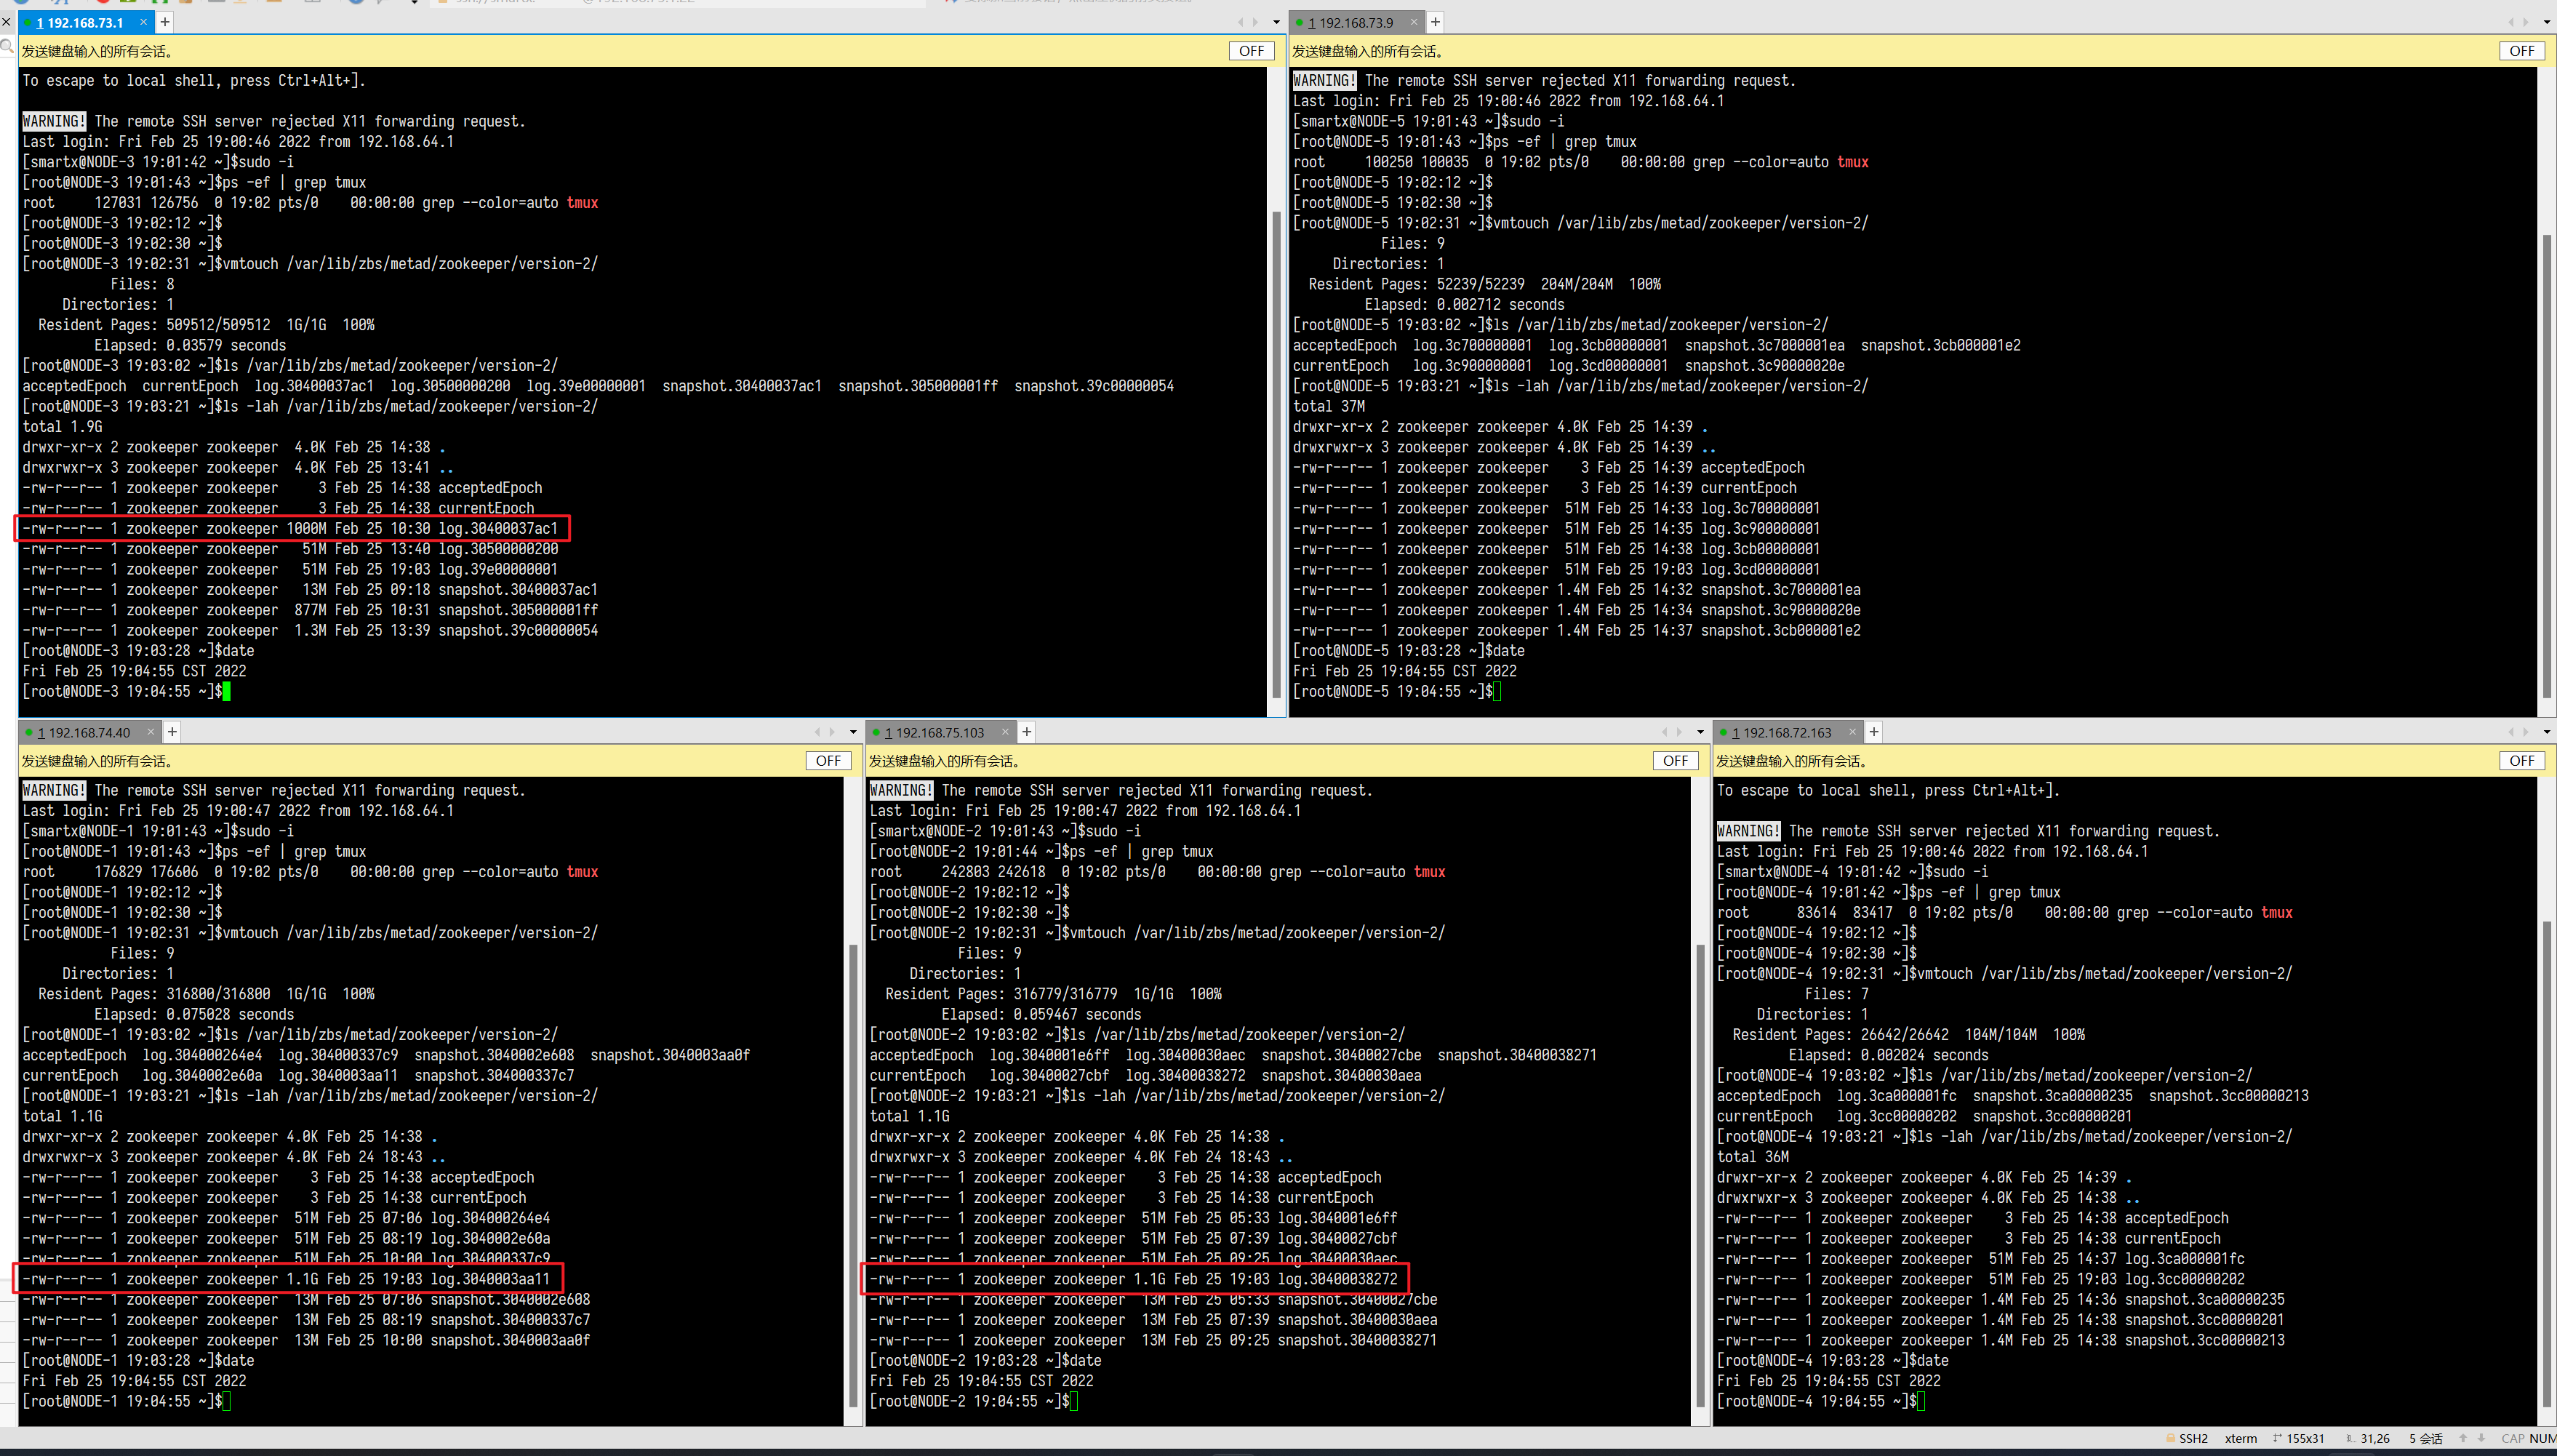 1 192.168.73.1
发送键盘输入的所有会话。
OFF
To escape to local shell, press Ctrl+Alt+].
WARNING! The remote SSH server rejected X11 forwarding request.
Last login: Fri Feb 25 19:00:46 2022 from 192.168.64.1
[smartx@NODE-3 19:01:42 ~]$sudo -i
[root@NODE-3 19:01:43 ~]$ps -ef | grep tmux
root     127031 126756  0 19:02 pts/0    00:00:00 grep --color=auto tmux
[root@NODE-3 19:02:12 ~]$
[root@NODE-3 19:02:30 ~]$
[root@NODE-3 19:02:31 ~]$vmtouch /var/lib/zbs/metad/zookeeper/version-2/
Files: 8
Directories: 1
Resident Pages: 509512/509512  1G/1G  100%
Elapsed: 0.03579 seconds
[root@NODE-3 19:03:02 ~]$ls /var/lib/zbs/metad/zookeeper/version-2/
acceptedEpoch  currentEpoch  log.30400037ac1  log.30500000200  log.39e00000001  snapshot.30400037ac1  snapshot.305000001ff  snapshot.39c00000054
[root@NODE-3 19:03:21 ~]$ls -lah /var/lib/zbs/metad/zookeeper/version-2/
total 1.9G
drwxr-xr-x 2 zookeeper zookeeper  4.0K Feb 25 14:38 .
drwxrwxr-x 3 zookeeper zookeeper  4.0K Feb 25 13:41 ..
-rw-r--r-- 1 zookeeper zookeeper     3 Feb 25 14:38 acceptedEpoch
-rw-r--r-- 1 zookeeper zookeeper     3 Feb 25 14:38 currentEpoch
-rw-r--r-- 1 zookeeper zookeeper 1000M Feb 25 10:30 log.30400037ac1
-rw-r--r-- 1 zookeeper zookeeper   51M Feb 25 13:40 log.30500000200
-rw-r--r-- 1 zookeeper zookeeper   51M Feb 25 19:03 log.39e00000001
-rw-r--r-- 1 zookeeper zookeeper   13M Feb 25 09:18 snapshot.30400037ac1
-rw-r--r-- 1 zookeeper zookeeper  877M Feb 25 10:31 snapshot.305000001ff
-rw-r--r-- 1 zookeeper zookeeper  1.3M Feb 25 13:39 snapshot.39c00000054
[root@NODE-3 19:03:28 ~]$date
Fri Feb 25 19:04:55 CST 2022
[root@NODE-3 19:04:55 ~]$
1 192.168.73.9
发送键盘输入的所有会话。
OFF
WARNING! The remote SSH server rejected X11 forwarding request.
Last login: Fri Feb 25 19:00:46 2022 from 192.168.64.1
[smartx@NODE-5 19:01:43 ~]$sudo -i
[root@NODE-5 19:01:43 ~]$ps -ef | grep tmux
root     100250 100035  0 19:02 pts/0    00:00:00 grep --color=auto tmux
[root@NODE-5 19:02:12 ~]$
[root@NODE-5 19:02:30 ~]$
[root@NODE-5 19:02:31 ~]$vmtouch /var/lib/zbs/metad/zookeeper/version-2/
Files: 9
Directories: 1
Resident Pages: 52239/52239  204M/204M  100%
Elapsed: 0.002712 seconds
[root@NODE-5 19:03:02 ~]$ls /var/lib/zbs/metad/zookeeper/version-2/
acceptedEpoch  log.3c700000001  log.3cb00000001  snapshot.3c7000001ea  snapshot.3cb000001e2
currentEpoch   log.3c900000001  log.3cd00000001  snapshot.3c90000020e
[root@NODE-5 19:03:21 ~]$ls -lah /var/lib/zbs/metad/zookeeper/version-2/
total 37M
drwxr-xr-x 2 zookeeper zookeeper 4.0K Feb 25 14:39 .
drwxrwxr-x 3 zookeeper zookeeper 4.0K Feb 25 14:39 ..
-rw-r--r-- 1 zookeeper zookeeper    3 Feb 25 14:39 acceptedEpoch
-rw-r--r-- 1 zookeeper zookeeper    3 Feb 25 14:39 currentEpoch
-rw-r--r-- 1 zookeeper zookeeper  51M Feb 25 14:33 log.3c700000001
-rw-r--r-- 1 zookeeper zookeeper  51M Feb 25 14:35 log.3c900000001
-rw-r--r-- 1 zookeeper zookeeper  51M Feb 25 14:38 log.3cb00000001
-rw-r--r-- 1 zookeeper zookeeper  51M Feb 25 19:03 log.3cd00000001
-rw-r--r-- 1 zookeeper zookeeper 1.4M Feb 25 14:32 snapshot.3c7000001ea
-rw-r--r-- 1 zookeeper zookeeper 1.4M Feb 25 14:34 snapshot.3c90000020e
-rw-r--r-- 1 zookeeper zookeeper 1.4M Feb 25 14:37 snapshot.3cb000001e2
[root@NODE-5 19:03:28 ~]$date
Fri Feb 25 19:04:55 CST 2022
[root@NODE-5 19:04:55 ~]$
1 192.168.74.40
发送键盘输入的所有会话。
OFF
WARNING! The remote SSH server rejected X11 forwarding request.
Last login: Fri Feb 25 19:00:47 2022 from 192.168.64.1
[smartx@NODE-1 19:01:43 ~]$sudo -i
[root@NODE-1 19:01:43 ~]$ps -ef | grep tmux
root     176829 176606  0 19:02 pts/0    00:00:00 grep --color=auto tmux
[root@NODE-1 19:02:12 ~]$
[root@NODE-1 19:02:30 ~]$
[root@NODE-1 19:02:31 ~]$vmtouch /var/lib/zbs/metad/zookeeper/version-2/
Files: 9
Directories: 1
Resident Pages: 316800/316800  1G/1G  100%
Elapsed: 0.075028 seconds
[root@NODE-1 19:03:02 ~]$ls /var/lib/zbs/metad/zookeeper/version-2/
acceptedEpoch  log.304000264e4  log.304000337c9  snapshot.3040002e608  snapshot.3040003aa0f
currentEpoch   log.3040002e60a  log.3040003aa11  snapshot.304000337c7
[root@NODE-1 19:03:21 ~]$ls -lah /var/lib/zbs/metad/zookeeper/version-2/
total 1.1G
drwxr-xr-x 2 zookeeper zookeeper 4.0K Feb 25 14:38 .
drwxrwxr-x 3 zookeeper zookeeper 4.0K Feb 24 18:43 ..
-rw-r--r-- 1 zookeeper zookeeper    3 Feb 25 14:38 acceptedEpoch
-rw-r--r-- 1 zookeeper zookeeper    3 Feb 25 14:38 currentEpoch
-rw-r--r-- 1 zookeeper zookeeper  51M Feb 25 07:06 log.304000264e4
-rw-r--r-- 1 zookeeper zookeeper  51M Feb 25 08:19 log.3040002e60a
-rw-r--r-- 1 zookeeper zookeeper  51M Feb 25 10:00 log.304000337c9
-rw-r--r-- 1 zookeeper zookeeper 1.1G Feb 25 19:03 log.3040003aa11
-rw-r--r-- 1 zookeeper zookeeper  13M Feb 25 07:06 snapshot.3040002e608
-rw-r--r-- 1 zookeeper zookeeper  13M Feb 25 08:19 snapshot.304000337c7
-rw-r--r-- 1 zookeeper zookeeper  13M Feb 25 10:00 snapshot.3040003aa0f
[root@NODE-1 19:03:28 ~]$date
Fri Feb 25 19:04:55 CST 2022
[root@NODE-1 19:04:55 ~]$
1 192.168.75.103
发送键盘输入的所有会话。
OFF
WARNING! The remote SSH server rejected X11 forwarding request.
Last login: Fri Feb 25 19:00:47 2022 from 192.168.64.1
[smartx@NODE-2 19:01:43 ~]$sudo -i
[root@NODE-2 19:01:44 ~]$ps -ef | grep tmux
root     242803 242618  0 19:02 pts/0    00:00:00 grep --color=auto tmux
[root@NODE-2 19:02:12 ~]$
[root@NODE-2 19:02:30 ~]$
[root@NODE-2 19:02:31 ~]$vmtouch /var/lib/zbs/metad/zookeeper/version-2/
Files: 9
Directories: 1
Resident Pages: 316779/316779  1G/1G  100%
Elapsed: 0.059467 seconds
[root@NODE-2 19:03:02 ~]$ls /var/lib/zbs/metad/zookeeper/version-2/
acceptedEpoch  log.3040001e6ff  log.30400030aec  snapshot.30400027cbe  snapshot.30400038271
currentEpoch   log.30400027cbf  log.30400038272  snapshot.30400030aea
[root@NODE-2 19:03:21 ~]$ls -lah /var/lib/zbs/metad/zookeeper/version-2/
total 1.1G
drwxr-xr-x 2 zookeeper zookeeper 4.0K Feb 25 14:38 .
drwxrwxr-x 3 zookeeper zookeeper 4.0K Feb 24 18:43 ..
-rw-r--r-- 1 zookeeper zookeeper    3 Feb 25 14:38 acceptedEpoch
-rw-r--r-- 1 zookeeper zookeeper    3 Feb 25 14:38 currentEpoch
-rw-r--r-- 1 zookeeper zookeeper  51M Feb 25 05:33 log.3040001e6ff
-rw-r--r-- 1 zookeeper zookeeper  51M Feb 25 07:39 log.30400027cbf
-rw-r--r-- 1 zookeeper zookeeper  51M Feb 25 09:25 log.30400030aec
-rw-r--r-- 1 zookeeper zookeeper 1.1G Feb 25 19:03 log.30400038272
-rw-r--r-- 1 zookeeper zookeeper  13M Feb 25 05:33 snapshot.30400027cbe
-rw-r--r-- 1 zookeeper zookeeper  13M Feb 25 07:39 snapshot.30400030aea
-rw-r--r-- 1 zookeeper zookeeper  13M Feb 25 09:25 snapshot.30400038271
[root@NODE-2 19:03:28 ~]$date
Fri Feb 25 19:04:55 CST 2022
[root@NODE-2 19:04:55 ~]$
1 192.168.72.163
发送键盘输入的所有会话。
OFF
To escape to local shell, press Ctrl+Alt+].
WARNING! The remote SSH server rejected X11 forwarding request.
Last login: Fri Feb 25 19:00:46 2022 from 192.168.64.1
[smartx@NODE-4 19:01:42 ~]$sudo -i
[root@NODE-4 19:01:42 ~]$ps -ef | grep tmux
root      83614  83417  0 19:02 pts/0    00:00:00 grep --color=auto tmux
[root@NODE-4 19:02:12 ~]$
[root@NODE-4 19:02:30 ~]$
[root@NODE-4 19:02:31 ~]$vmtouch /var/lib/zbs/metad/zookeeper/version-2/
Files: 7
Directories: 1
Resident Pages: 26642/26642  104M/104M  100%
Elapsed: 0.002024 seconds
[root@NODE-4 19:03:02 ~]$ls /var/lib/zbs/metad/zookeeper/version-2/
acceptedEpoch  log.3ca000001fc  snapshot.3ca00000235  snapshot.3cc00000213
currentEpoch   log.3cc00000202  snapshot.3cc00000201
[root@NODE-4 19:03:21 ~]$ls -lah /var/lib/zbs/metad/zookeeper/version-2/
total 36M
drwxr-xr-x 2 zookeeper zookeeper 4.0K Feb 25 14:39 .
drwxrwxr-x 3 zookeeper zookeeper 4.0K Feb 25 14:38 ..
-rw-r--r-- 1 zookeeper zookeeper    3 Feb 25 14:38 acceptedEpoch
-rw-r--r-- 1 zookeeper zookeeper    3 Feb 25 14:38 currentEpoch
-rw-r--r-- 1 zookeeper zookeeper  51M Feb 25 14:37 log.3ca000001fc
-rw-r--r-- 1 zookeeper zookeeper  51M Feb 25 19:03 log.3cc00000202
-rw-r--r-- 1 zookeeper zookeeper 1.4M Feb 25 14:36 snapshot.3ca00000235
-rw-r--r-- 1 zookeeper zookeeper 1.4M Feb 25 14:38 snapshot.3cc00000201
-rw-r--r-- 1 zookeeper zookeeper 1.4M Feb 25 14:38 snapshot.3cc00000213
[root@NODE-4 19:03:28 ~]$date
Fri Feb 25 19:04:55 CST 2022
[root@NODE-4 19:04:55 ~]$
SSH2 xterm 155x31 31,26 5 会话 CAP NUM